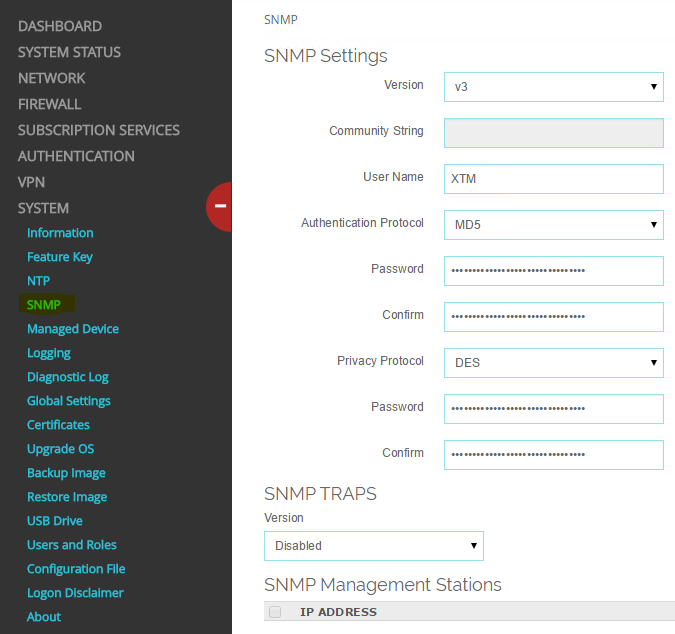 DASHBOARD
SYSTEM STATUS
NETWORK
FIREWALL
SUBSCRIPTION SERVICES
AUTHENTICATION
VPN
SYSTEM
Information
Feature Key
NTP
SNMP
Managed Device
Logging
Diagnostic Log
Global Settings
Certificates
Upgrade OS
Backup Image
Restore Image
USB Drive
Users and Roles
Configuration File
Logon Disclaimer
About
SNMP
SNMP Settings
Version v3
Community String
User Name XTM
Authentication Protocol MD5
Password ••••••••••••••••••••••••••••••••
Confirm ••••••••••••••••••••••••••••••••
Privacy Protocol DES
Password ••••••••••••••••••••••••••••••••
Confirm ••••••••••••••••••••••••••••••••
SNMP TRAPS
Version
Disabled
SNMP Management Stations
IP ADDRESS